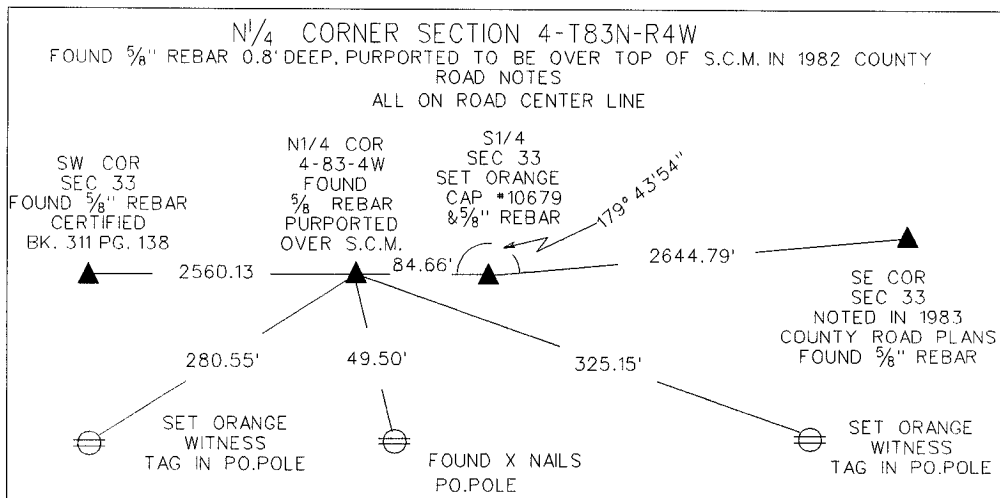 N1/4 CORNER SECTION 4-T83N-R4W
FOUND 5/8" REBAR 0.8' DEEP, PURPORTED TO BE OVER TOP OF S.C.M. IN 1982 COUNTY
ROAD NOTES
ALL ON ROAD CENTER LINE
SW COR
SEC 33
FOUND 5/8" REBAR
CERTIFIED
BK. 311 PG. 138
N1/4 COR
4-83-4W
FOUND
5/8 REBAR
PURPORTED
OVER S.C.M.
S1/4
SEC 33
SET ORANGE
CAP #10679
&5/8" REBAR
179° 43'54"
2560.13
84.66'
2644.79'
SE COR
SEC 33
NOTED IN 1983
COUNTY ROAD PLANS
FOUND 5/8" REBAR
280.55'
49.50'
325.15'
SET ORANGE
WITNESS
TAG IN PO.POLE
FOUND X NAILS
PO.POLE
SET ORANGE
WITNESS
TAG IN PO.POLE